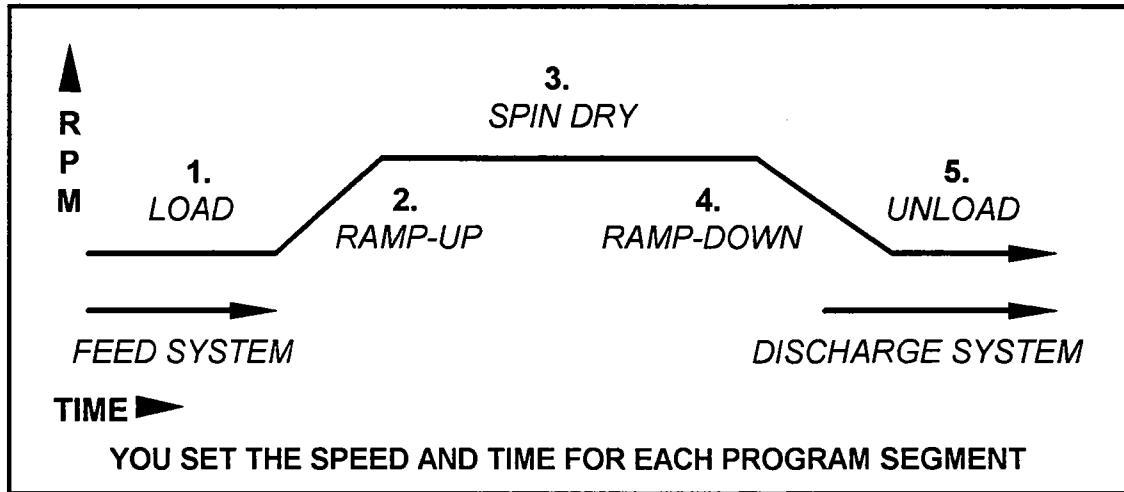 3.
SPIN DRY
R
P
M
1.
LOAD
2.
RAMP-UP
4.
RAMP-DOWN
5.
UNLOAD
FEED SYSTEM
DISCHARGE SYSTEM
TIME
YOU SET THE SPEED AND TIME FOR EACH PROGRAM SEGMENT